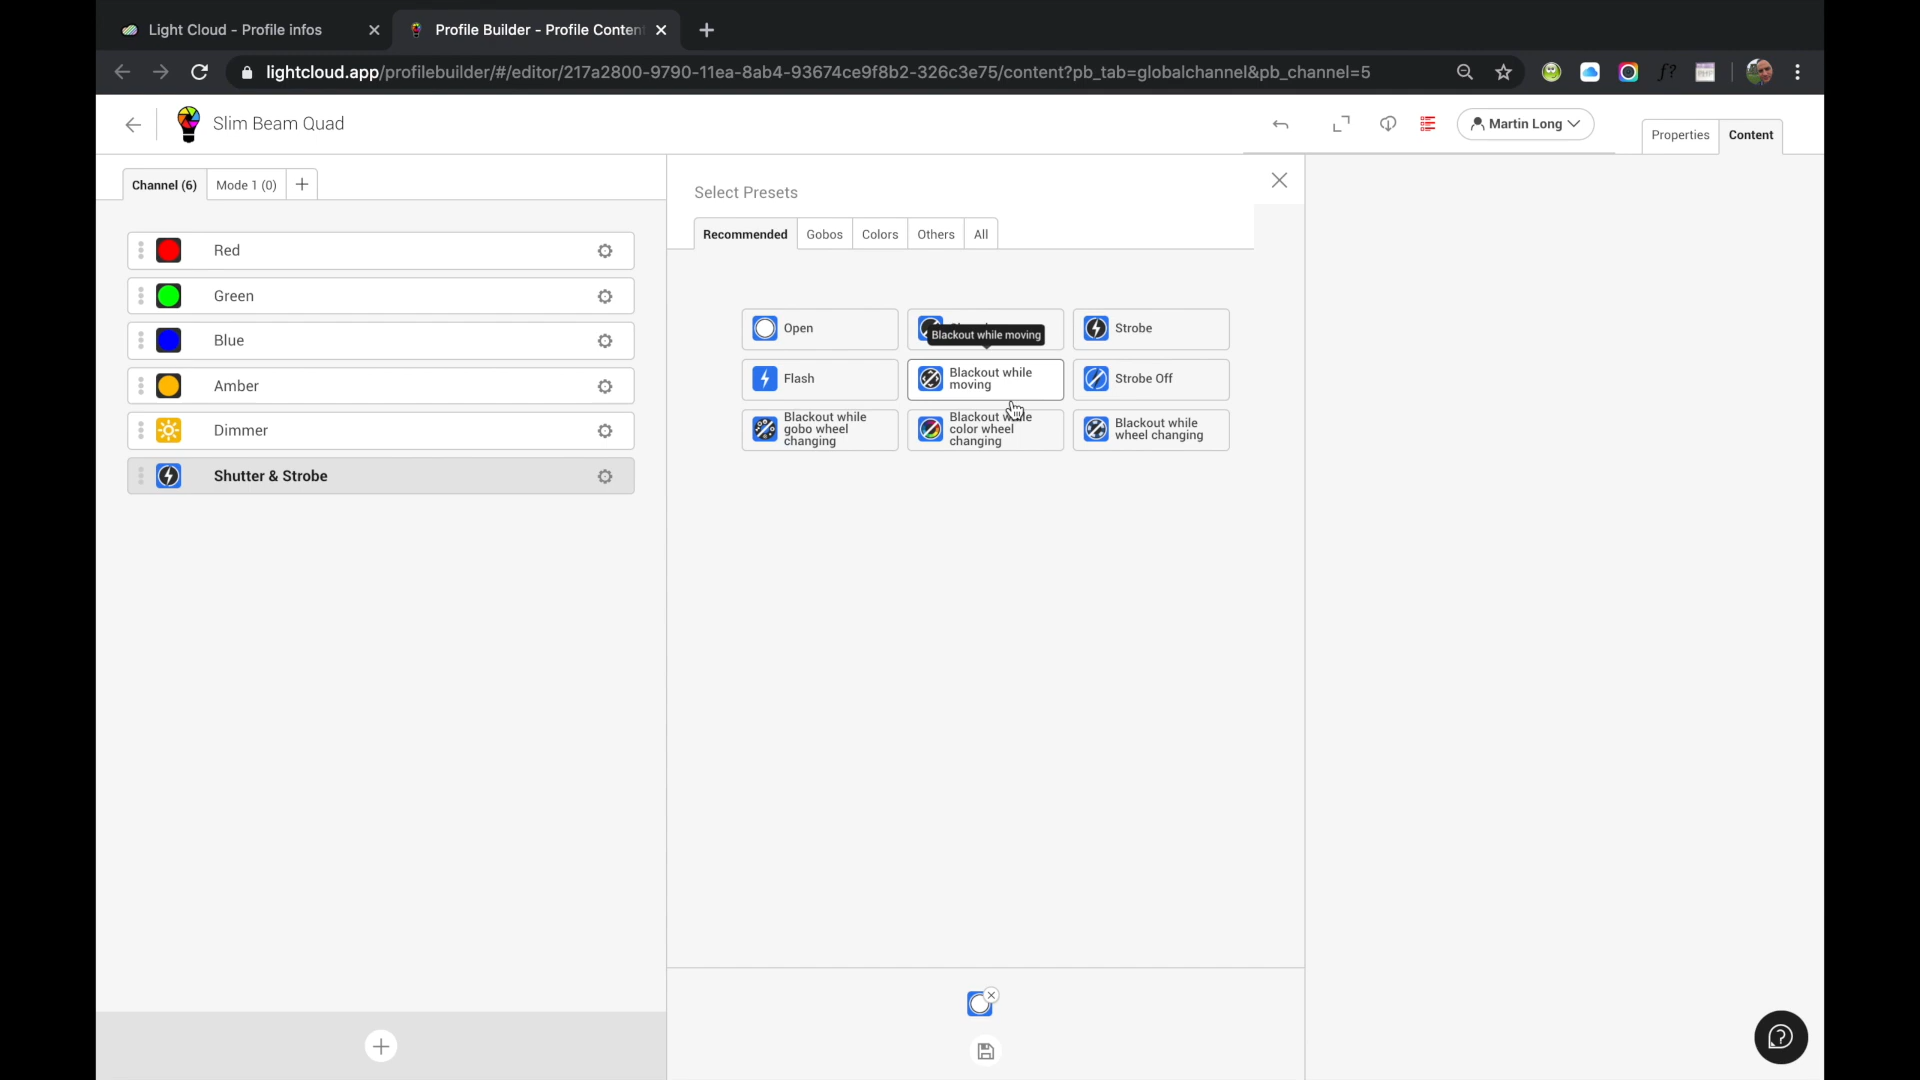 Light Cloud - Profile infos
Profile Builder - Profile Conten
lightcloud.app/profilebuilder/#/editor/217a2800-9790-11ea-8ab4-93674ce9f8b2-326c3e75/content?pb_tab=globalchannel&pb_channel=5
f?
Slim Beam Quad
Martin Long
Properties
Content
Channel (6)
Mode 1 (0)
Select Presets
Recommended
Gobos
Colors
Others
All
Red
Green
Blue
Amber
Dimmer
Shutter & Strobe
Open
Blackout while moving
Strobe
Flash
Blackout while
moving
Strobe Off
Blackout while
gobo wheel
changing
Blackout while
color wheel
changing
Blackout while
wheel changing